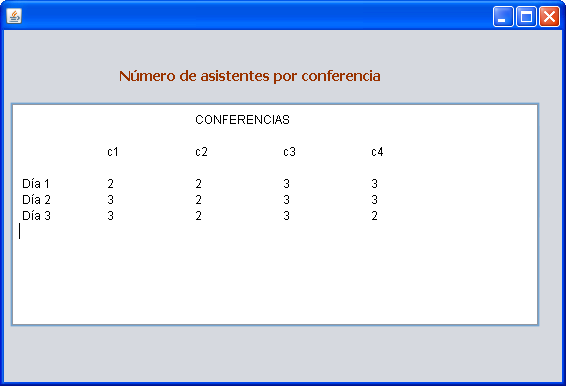 Número de asistentes por conferencia
CONFERENCIAS
c1 c2 c3 c4
Día 1 2 2 3 3
Día 2 3 2 3 3
Día 3 3 2 3 2